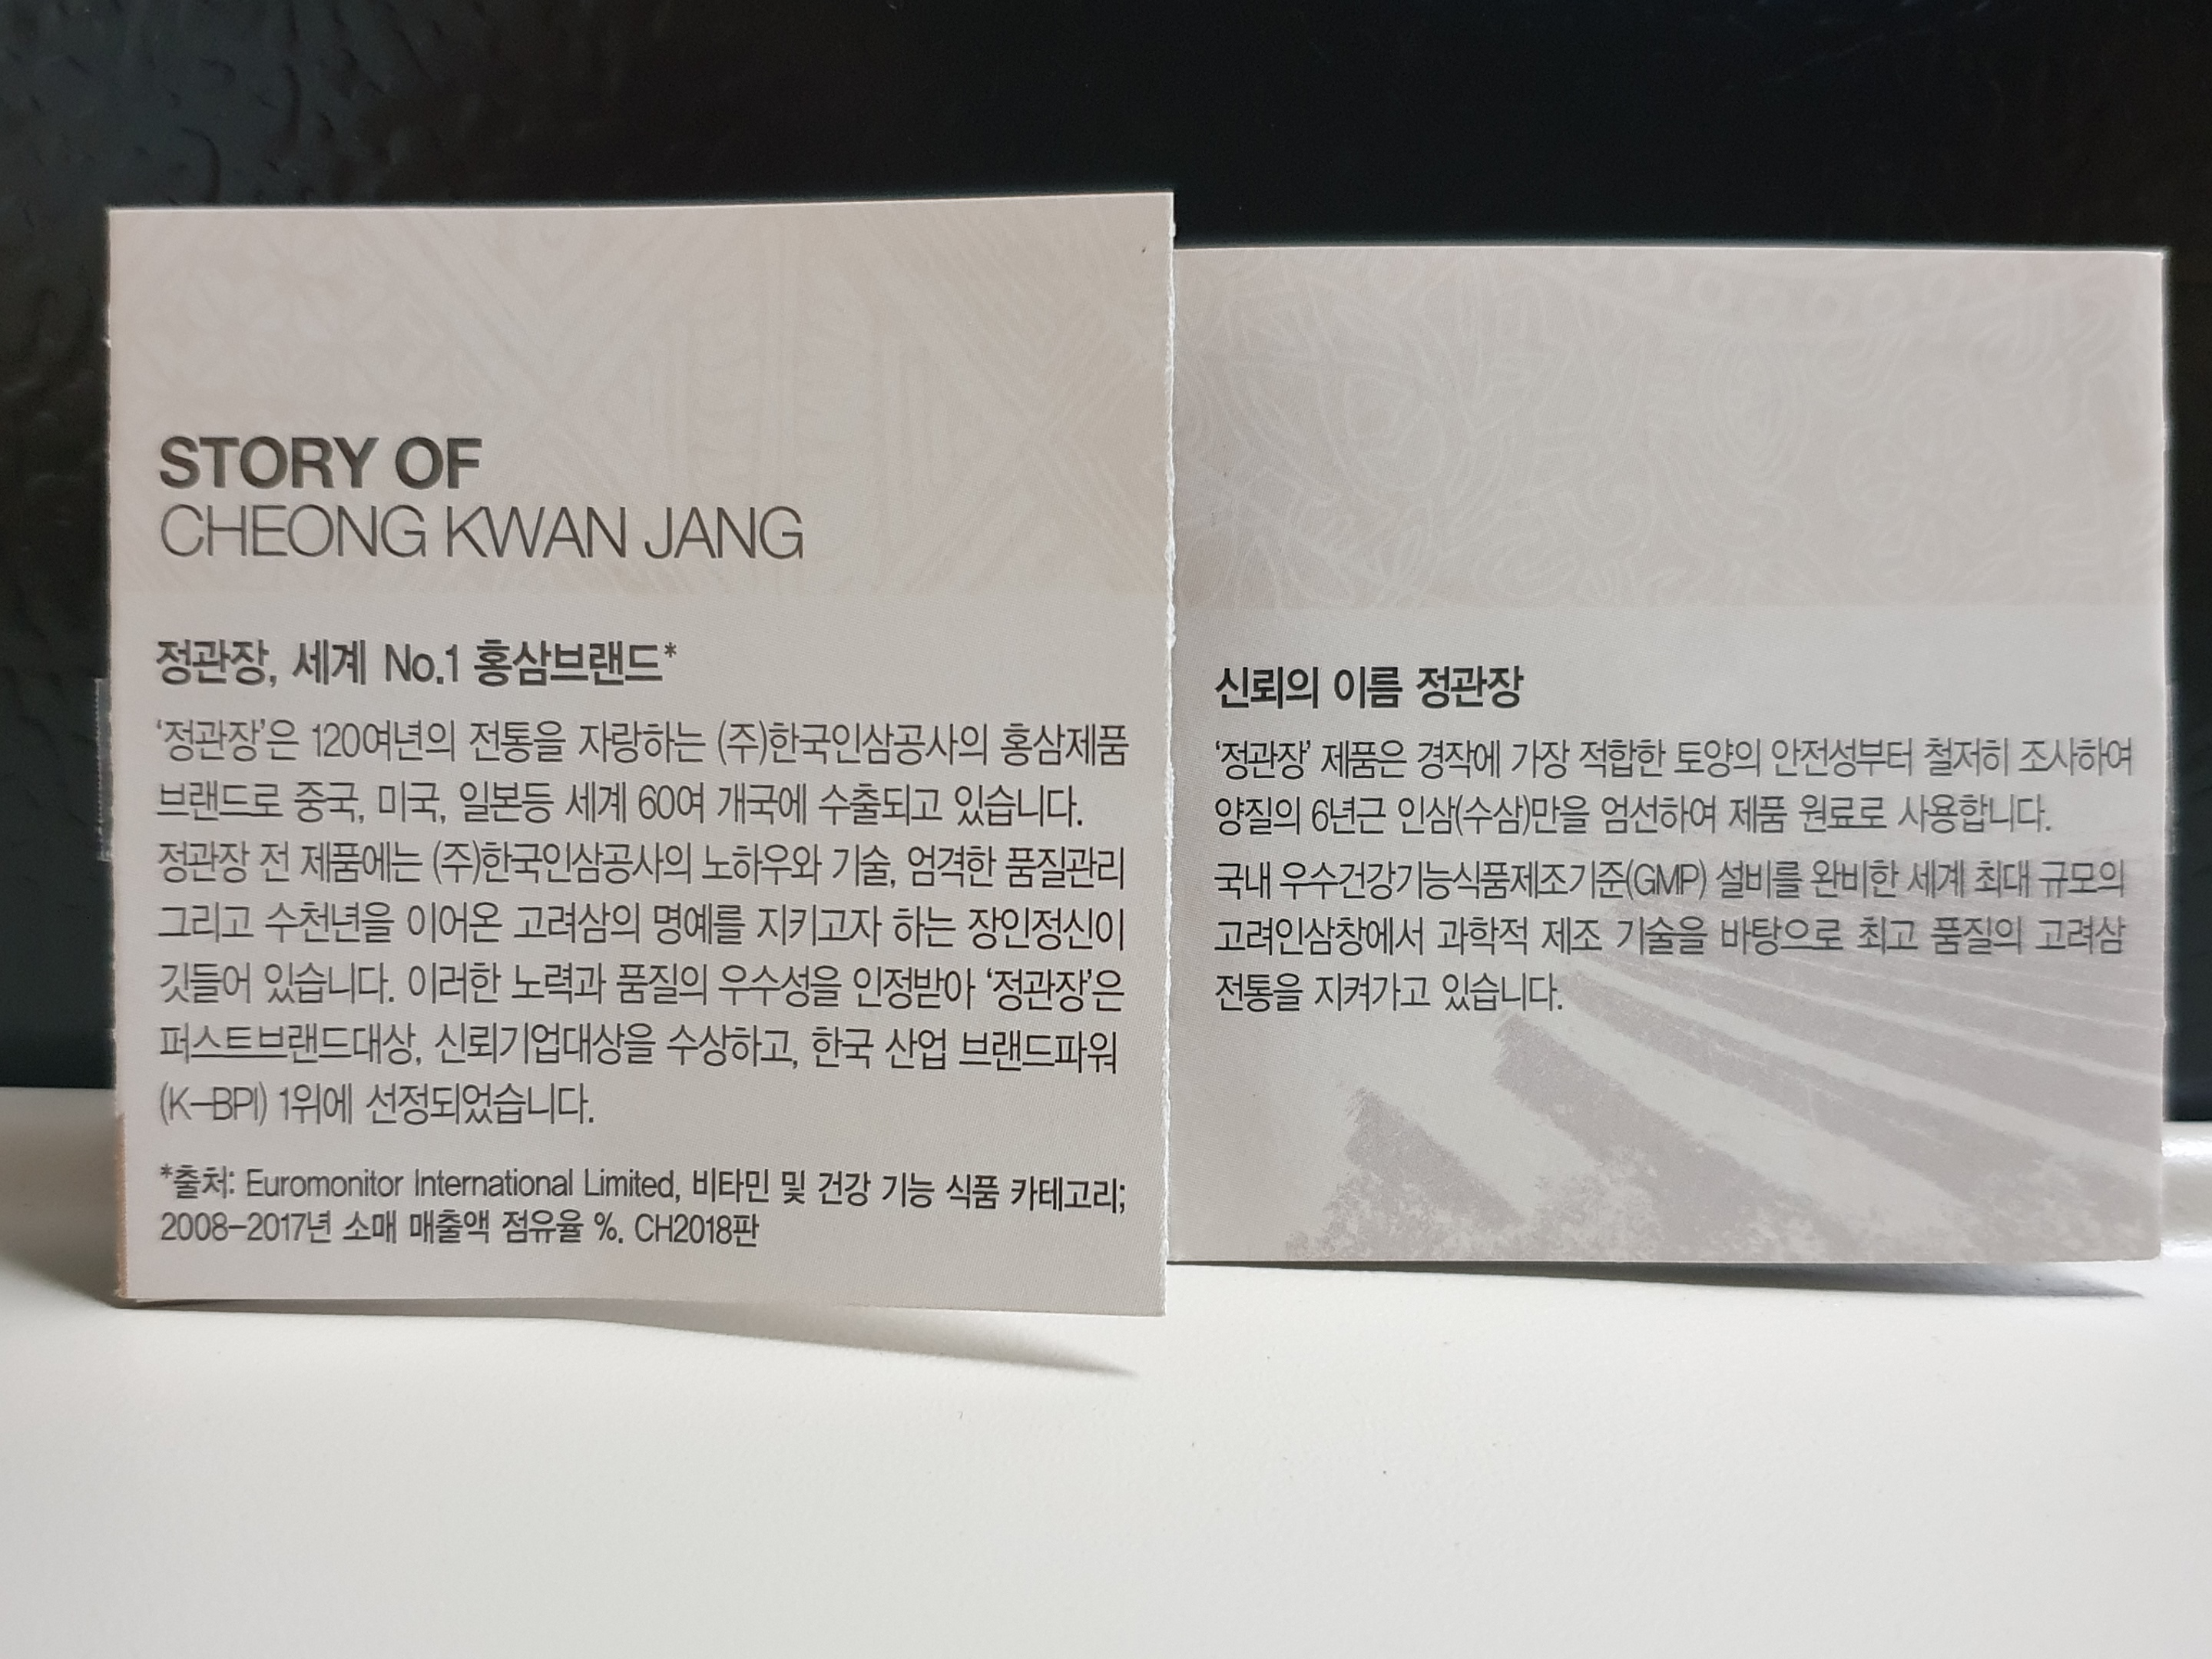 STORY OF
CHEONG KWAN JANG
정관장, 세계 No.1 홍삼브랜드*
‘정관장’은 120여년의 전통을 자랑하는 (주)한국인삼공사의 홍삼제품
브랜드로 중국, 미국, 일본등 세계 60여 개국에 수출되고 있습니다.
정관장 전 제품에는 (주)한국인삼공사의 노하우와 기술, 엄격한 품질관리
그리고 수천년을 이어온 고려삼의 명예를 지키고자 하는 장인정신이
깃들어 있습니다. 이러한 노력과 품질의 우수성을 인정받아 ‘정관장’은
퍼스트브랜드대상, 신뢰기업대상을 수상하고, 한국 산업 브랜드파워
(K-BPI) 1위에 선정되었습니다.
*출처: Euromonitor International Limited, 비타민 및 건강 기능 식품 카테고리;
2008-2017년 소매 매출액 점유율 %. CH2018판
신뢰의 이름 정관장
‘정관장’ 제품은 경작에 가장 적합한 토양의 안전성부터 철저히 조사하여
양질의 6년근 인삼(수삼)만을 엄선하여 제품 원료로 사용합니다.
국내 우수건강기능식품제조기준(GMP) 설비를 완비한 세계 최대 규모의
고려인삼창에서 과학적 제조 기술을 바탕으로 최고 품질의 고려삼
전통을 지켜가고 있습니다.